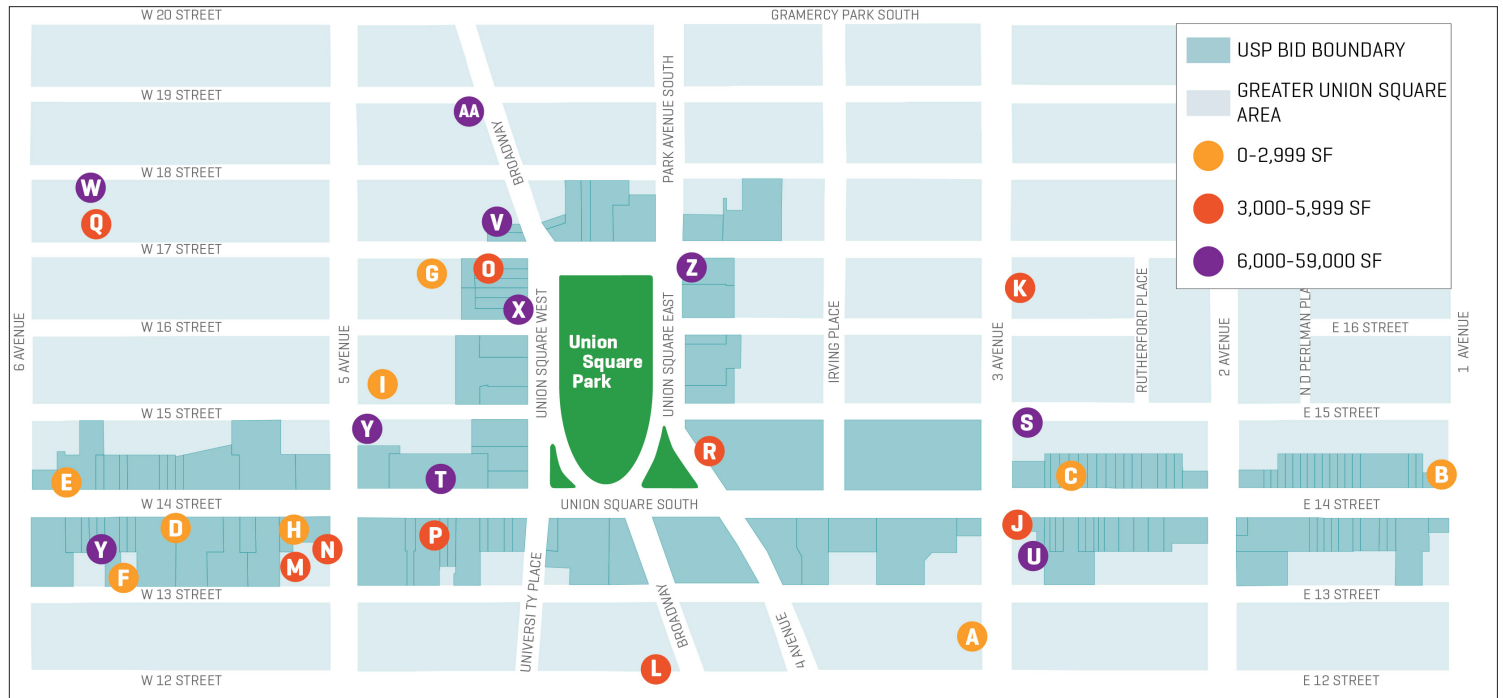 W 20 STREET
GRAMERCY PARK SOUTH
USP BID BOUNDARY
GREATER UNION SQUARE
AREA
0-2,999 SF
3,000-5,999 SF
6,000-59,000 SF
W 19 STREET
AA
BROADWAY
PARK AVENUE SOUTH
W 18 STREET
W
Q
V
W 17 STREET
G
O
X
Z
K
6 AVENUE
5 AVENUE
UNION SQUARE WEST
Union
Square
Park
UNION SQUARE EAST
IRVING PLACE
3 AVENUE
RUTHERFORD PLACE
2 AVENUE
N D PERLMAN PLA
1 AVENUE
W 16 STREET
E 16 STREET
I
W 15 STREET
E 15 STREET
Y
S
R
E
T
C
B
W 14 STREET
UNION SQUARE SOUTH
E 14 STREET
D
H
N
Y
M
F
P
J
U
UNIVERSITY PLACE
BROADWAY
4 AVENUE
W 13 STREET
E 13 STREET
A
L
W 12 STREET
E 12 STREET